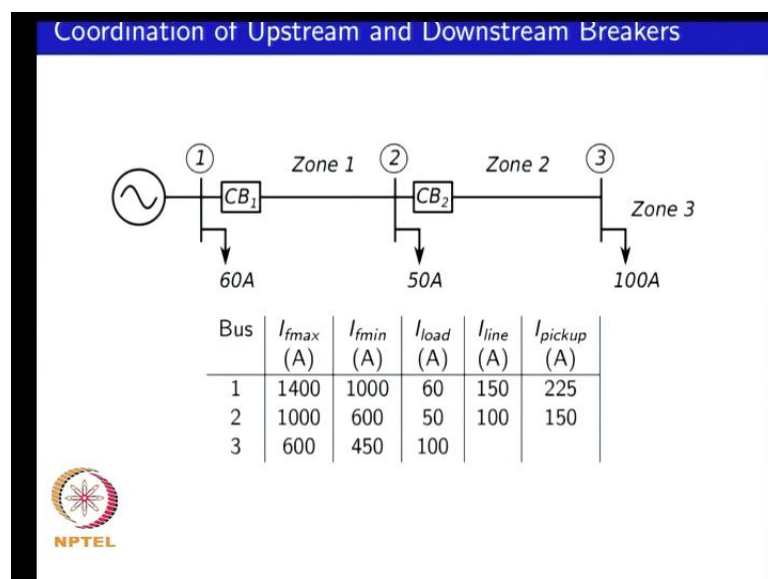 Coordination of Upstream and Downstream Breakers
1 Zone 1 2 Zone 2 3
CB1 CB2 Zone 3
60A 50A 100A
Bus Ifmax Ifmin Iload Iline Ipickup
(A) (A) (A) (A) (A)
1 1400 1000 60 150 225
2 1000 600 50 100 150
3 600 450 100
NPTEL